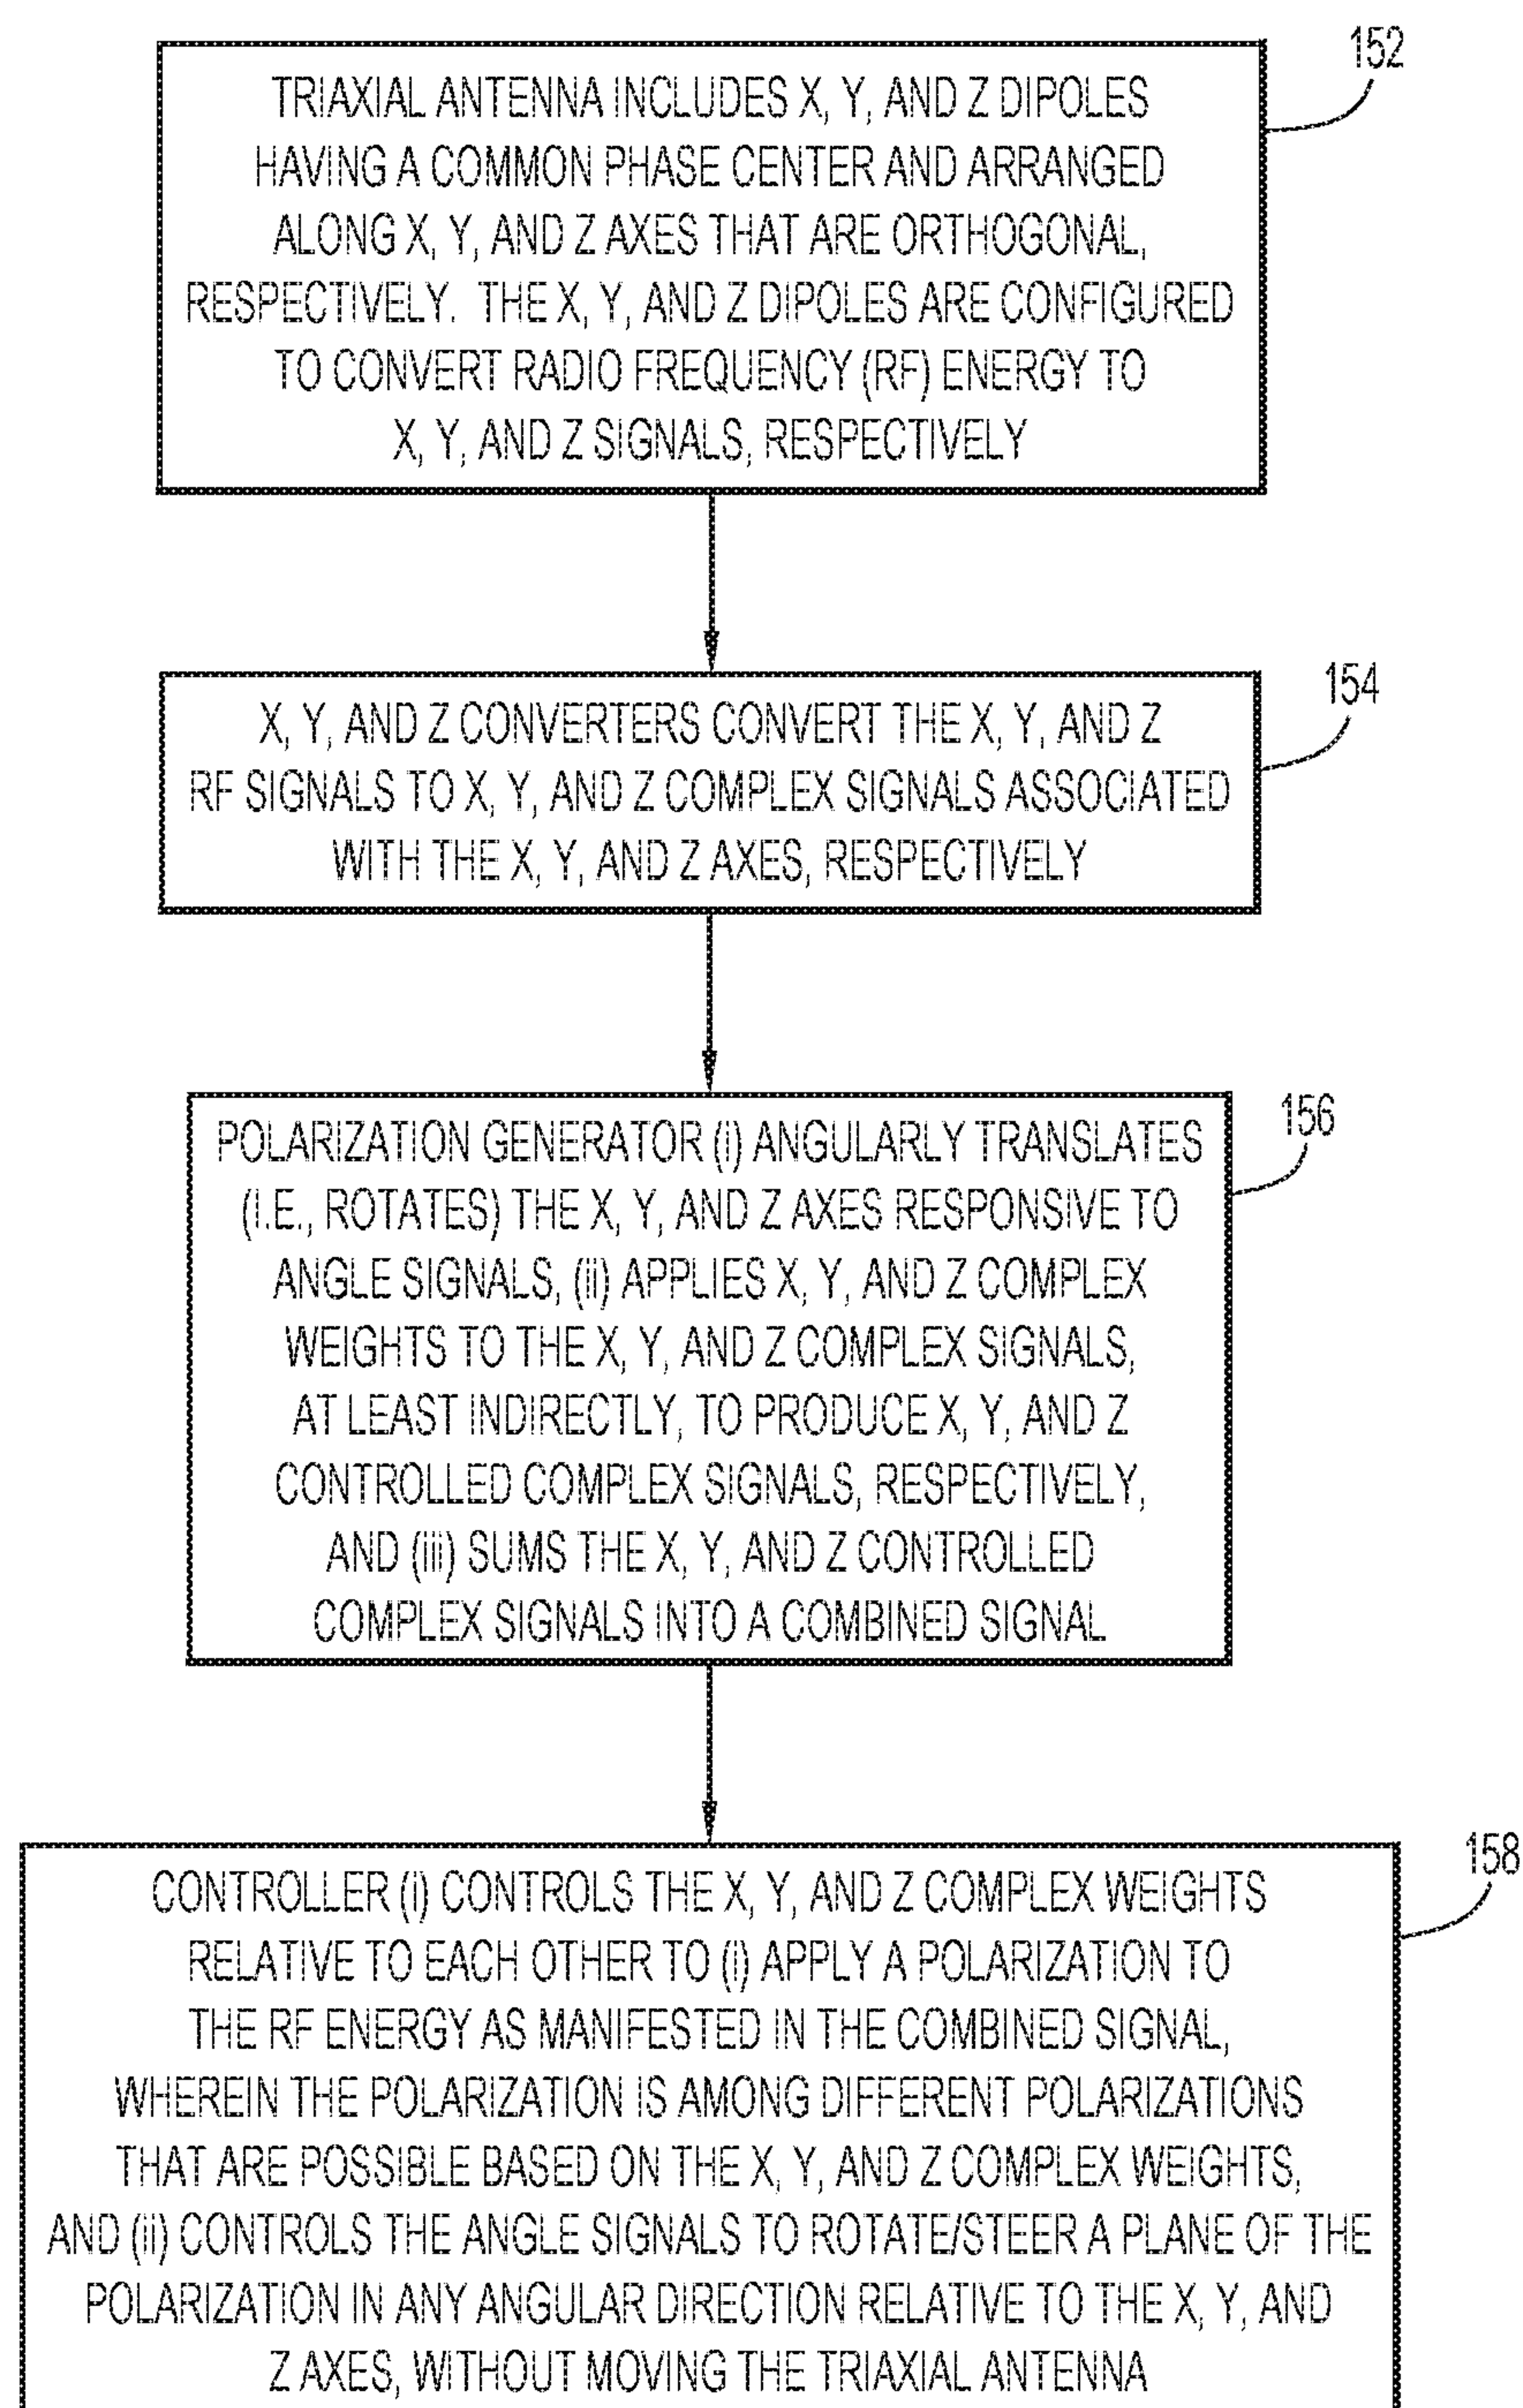 152
TRIAXIAL ANTENNA INCLUDES X, Y, AND Z DIPOLES
HAVING A COMMON PHASE CENTER AND ARRANGED
ALONG X, Y, AND Z AXES THAT ARE ORTHOGONAL,
RESPECTIVELY. THE X, Y, AND Z DIPOLES ARE CONFIGURED
TO CONVERT RADIO FREQUENCY (RF) ENERGY TO
X, Y, AND Z SIGNALS, RESPECTIVELY
154
X, Y, AND Z CONVERTERS CONVERT THE X, Y, AND Z
RF SIGNALS TO X, Y, AND Z COMPLEX SIGNALS ASSOCIATED
WITH THE X, Y, AND Z AXES, RESPECTIVELY
156
POLARIZATION GENERATOR (i) ANGULARLY TRANSLATES
(I.E., ROTATES) THE X, Y, AND Z AXES RESPONSIVE TO
ANGLE SIGNALS, (ii) APPLIES X, Y, AND Z COMPLEX
WEIGHTS TO THE X, Y, AND Z COMPLEX SIGNALS,
AT LEAST INDIRECTLY, TO PRODUCE X, Y, AND Z
CONTROLLED COMPLEX SIGNALS, RESPECTIVELY,
AND (iii) SUMS THE X, Y, AND Z CONTROLLED
COMPLEX SIGNALS INTO A COMBINED SIGNAL
158
CONTROLLER (i) CONTROLS THE X, Y, AND Z COMPLEX WEIGHTS
RELATIVE TO EACH OTHER TO (i) APPLY A POLARIZATION TO
THE RF ENERGY AS MANIFESTED IN THE COMBINED SIGNAL,
WHEREIN THE POLARIZATION IS AMONG DIFFERENT POLARIZATIONS
THAT ARE POSSIBLE BASED ON THE X, Y, AND Z COMPLEX WEIGHTS,
AND (ii) CONTROLS THE ANGLE SIGNALS TO ROTATE/STEER A PLANE OF THE
POLARIZATION IN ANY ANGULAR DIRECTION RELATIVE TO THE X, Y, AND
Z AXES, WITHOUT MOVING THE TRIAXIAL ANTENNA